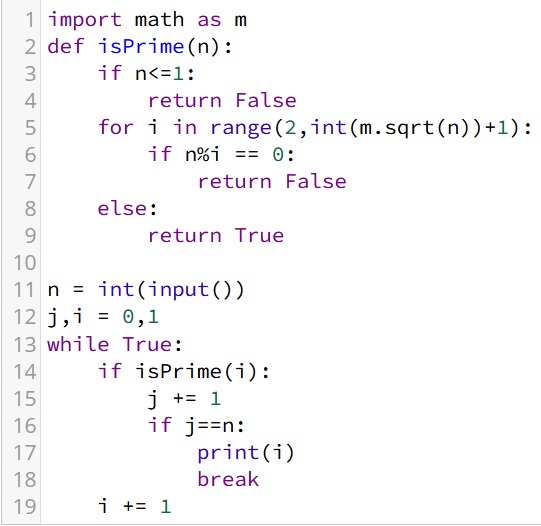 1 import math as m
2 def isPrime(n):
3     if n<=1:
4         return False
5     for i in range(2,int(m.sqrt(n))+1):
6         if n%i == 0:
7             return False
8     else:
9         return True
10
11 n = int(input())
12 j,i = 0,1
13 while True:
14     if isPrime(i):
15         j += 1
16         if j==n:
17             print(i)
18             break
19     i += 1